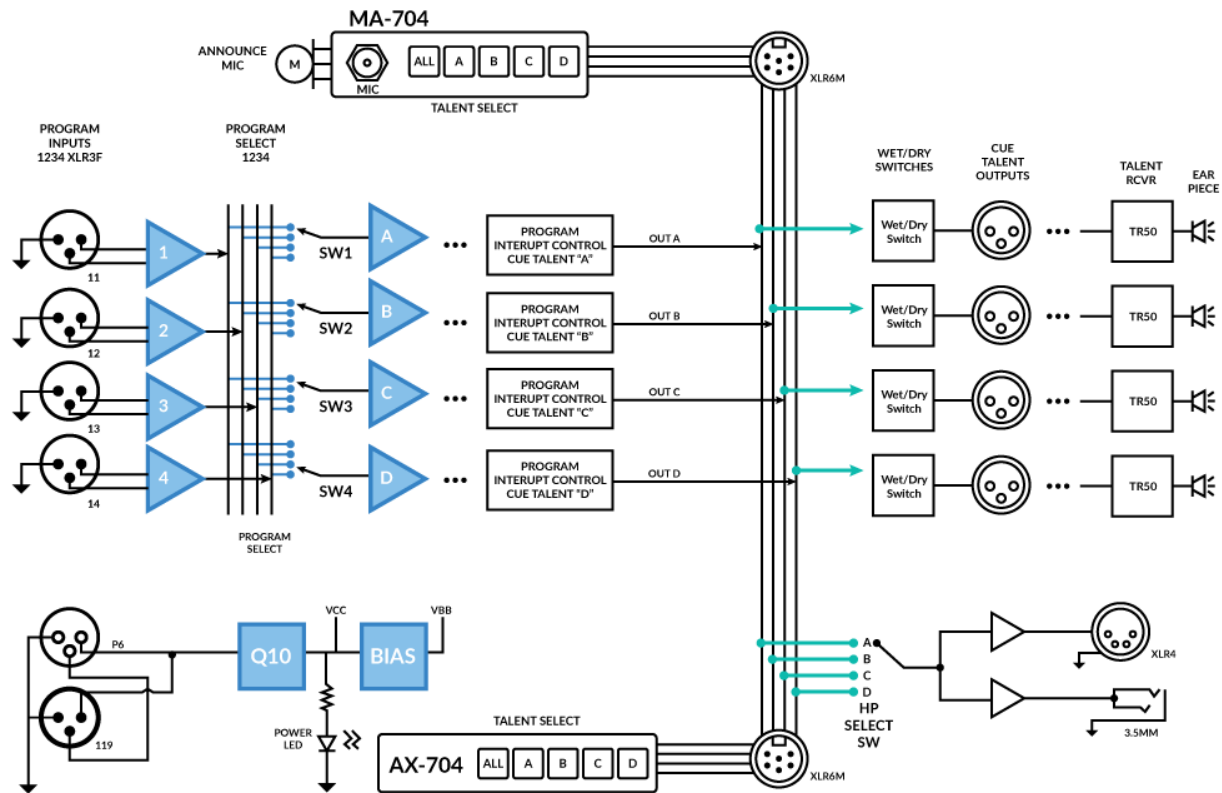 MA-704
ANNOUNCE
MIC
M
MIC
ALL
A
B
C
D
TALENT SELECT
XLR6M
PROGRAM
INPUTS
1234 XLR3F
PROGRAM
SELECT
1234
WET/DRY
SWITCHES
CUE
TALENT
OUTPUTS
TALENT
RCVR
EAR
PIECE
11
1
SW1
A
PROGRAM
INTERUPT CONTROL
CUE TALENT "A"
OUT A
Wet/Dry
Switch
TR50
12
2
SW2
B
PROGRAM
INTERUPT CONTROL
CUE TALENT "B"
OUT B
Wet/Dry
Switch
TR50
13
3
SW3
C
PROGRAM
INTERUPT CONTROL
CUE TALENT "C"
OUT C
Wet/Dry
Switch
TR50
14
4
SW4
D
PROGRAM
INTERUPT CONTROL
CUE TALENT "D"
OUT D
Wet/Dry
Switch
TR50
PROGRAM
SELECT
P6
Q10
VCC
BIAS
VBB
119
POWER
LED
A
B
C
D
HP
SELECT
SW
XLR4
3.5MM
TALENT SELECT
AX-704
ALL
A
B
C
D
XLR6M